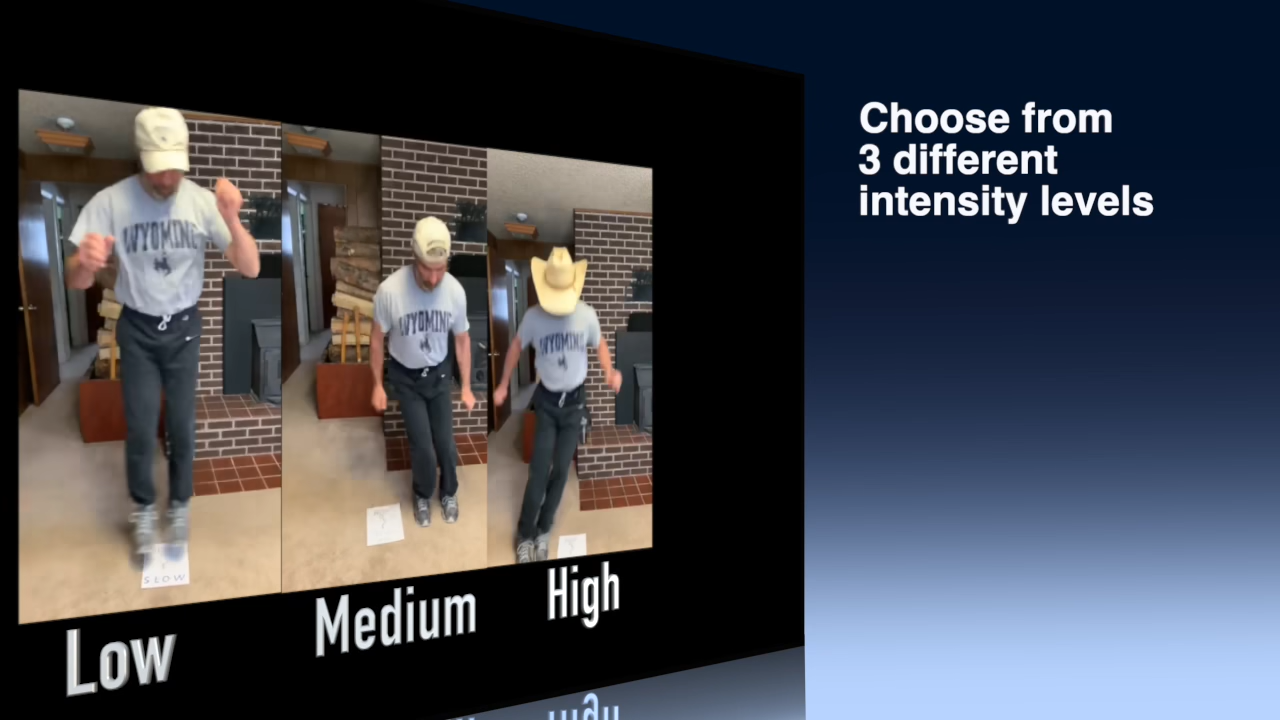 Choose from
3 different
intensity levels
WYOMING
WYOMING
WYOMING
SLOW
Low
Medium
High